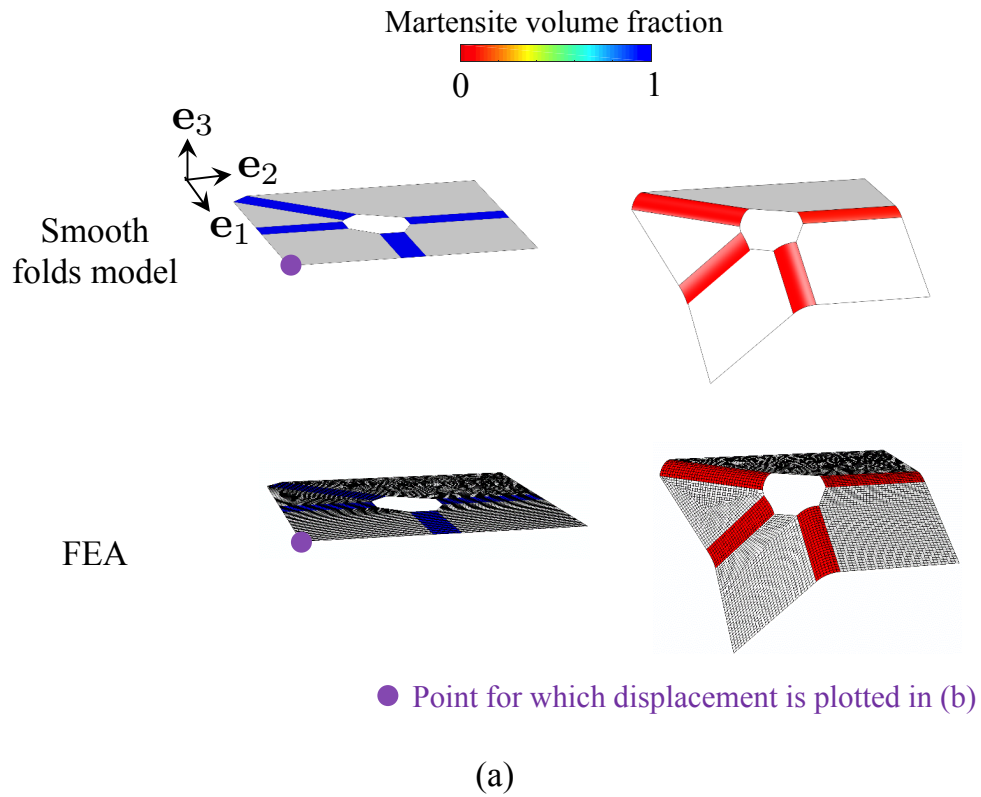 Martensite volume fraction
0 1
e3
e2
e1
Smooth
folds model
FEA
Point for which displacement is plotted in (b)
(a)